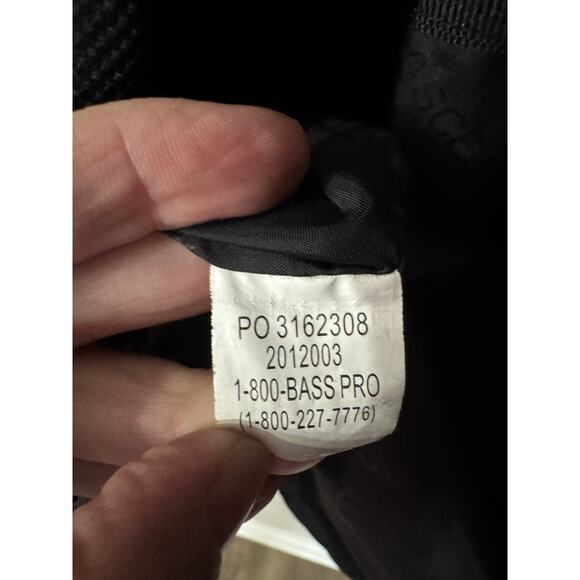 PO 3162308
2012003
1-800-BASS PRO
(1-800-227-7776)